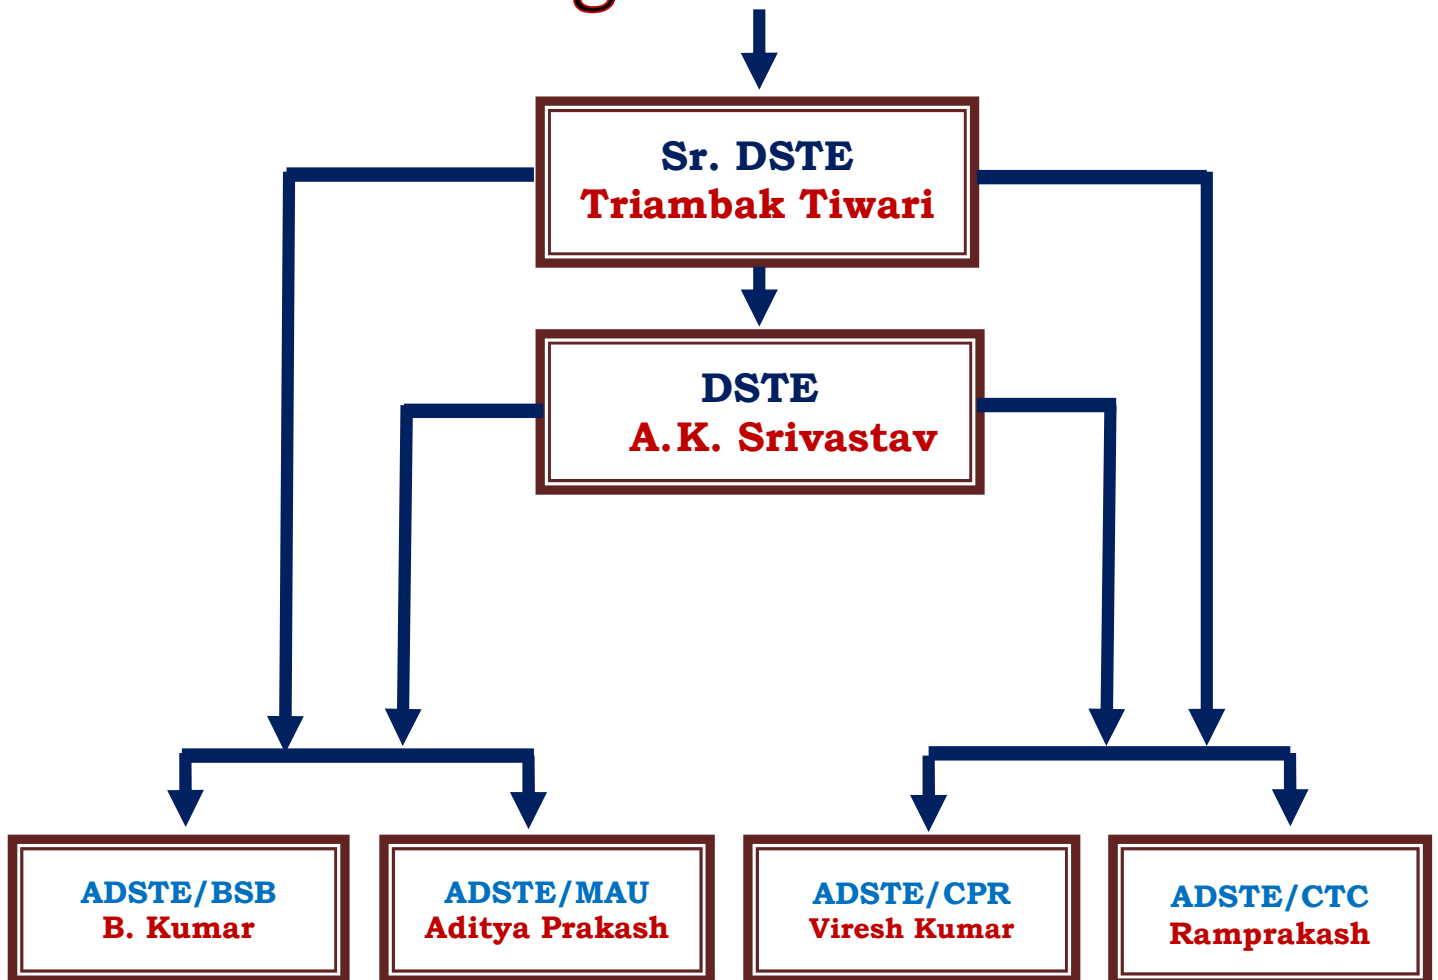 Sr. DSTE
Triambak Tiwari
DSTE
A.K. Srivastav
ADSTE/BSB
B. Kumar
ADSTE/MAU
Aditya Prakash
ADSTE/CPR
Viresh Kumar
ADSTE/CTC
Ramprakash